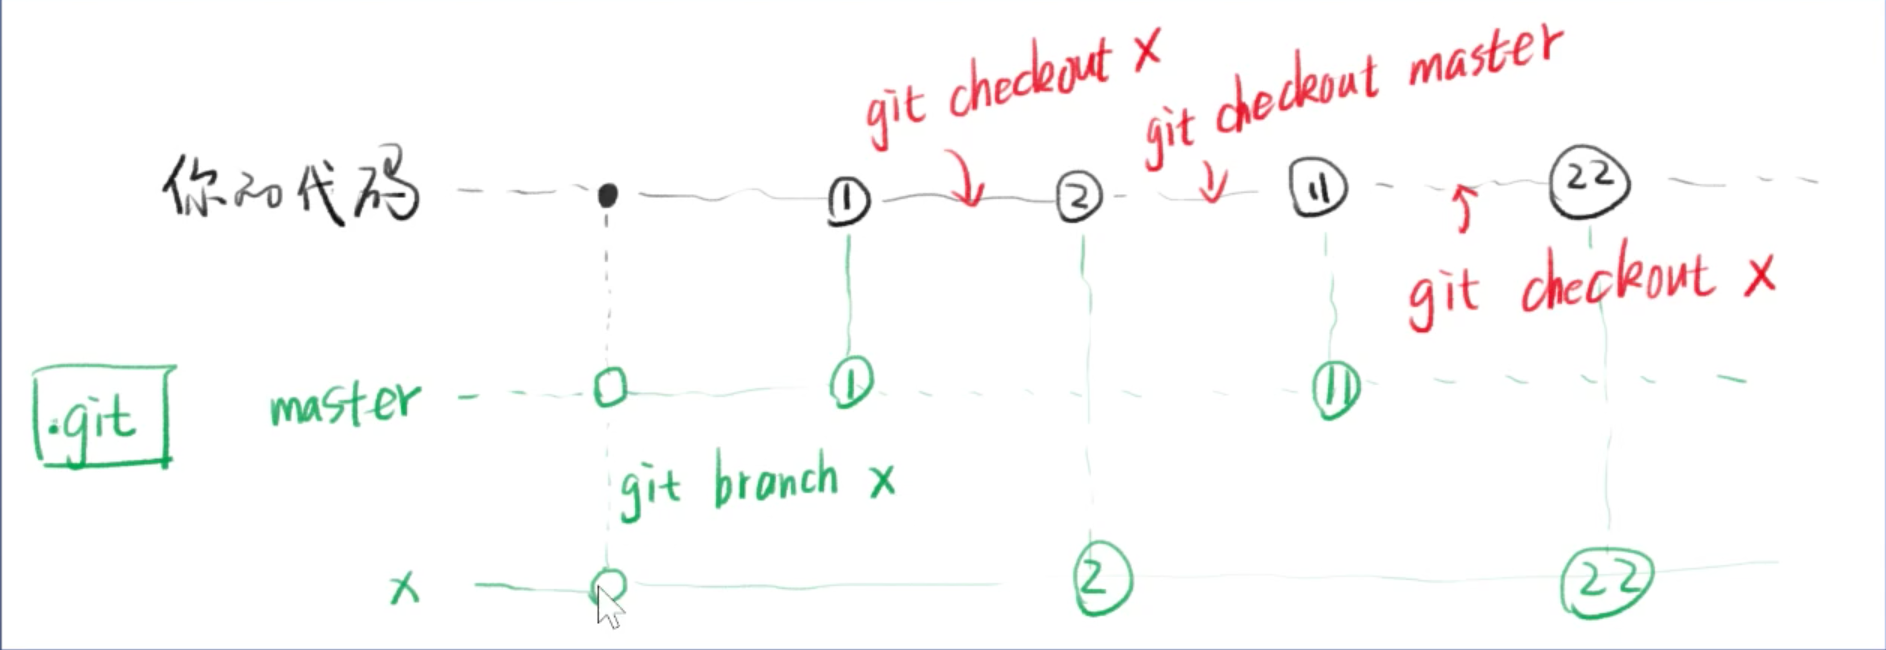 git checkout x
git checkout master
你的代码 ① ② ⑪ ㉒
git checkout x
.git
master ① ⑪
git branch x
x ② ㉒